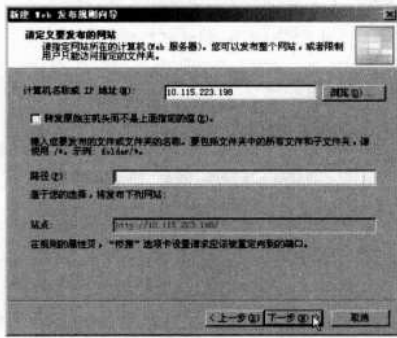 新建 Web 发布规则向导
请定义要发布的网站
请指定网站所在的计算机(Web 服务器)。您可以发布整个网站，或者限制
用户只能访问指定的文件夹。
计算机名称或 IP 地址(A):
10.115.223.198
浏览(B)...
转发原始主机头而不是上面指定的值(F)。
输入您要发布的文件或文件夹的名称。要包括文件夹中的所有文件和子文件夹，请
使用 /*。示例: folder/*。
路径(P):
基于您的选择，将发布下列网站:
站点:
http://10.115.223.198/
在规则的属性页，“桥接”选项卡设置请求应该被重定向到的端口。
<上一步(B)
下一步(N)>
取消